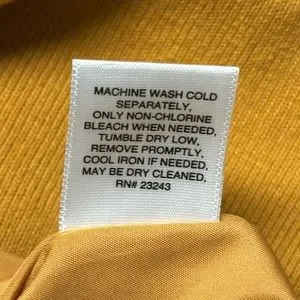 MACHINE WASH COLD
SEPARATELY,
ONLY NON-CHLORINE
BLEACH WHEN NEEDED,
TUMBLE DRY LOW,
REMOVE PROMPTLY,
COOL IRON IF NEEDED,
MAY BE DRY CLEANED,
RN# 23243